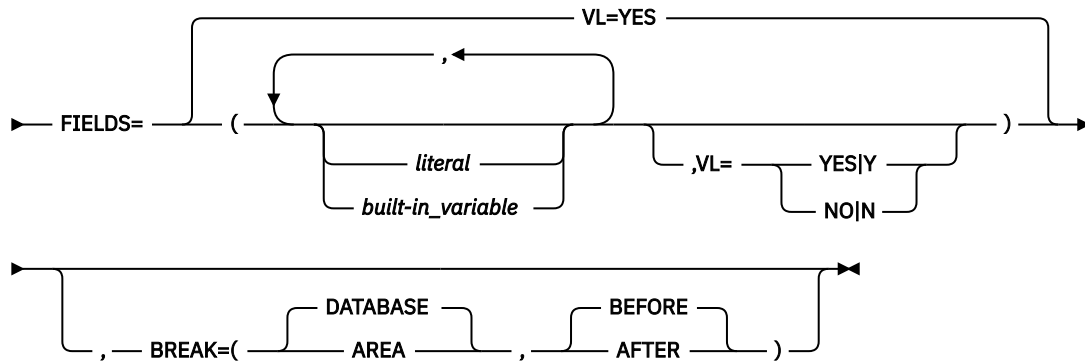 VL=YES
,
FIELDS= ( ,VL= YES|Y )
literal
built-in_variable NO|N
DATABASE BEFORE
, BREAK=( AREA , AFTER )